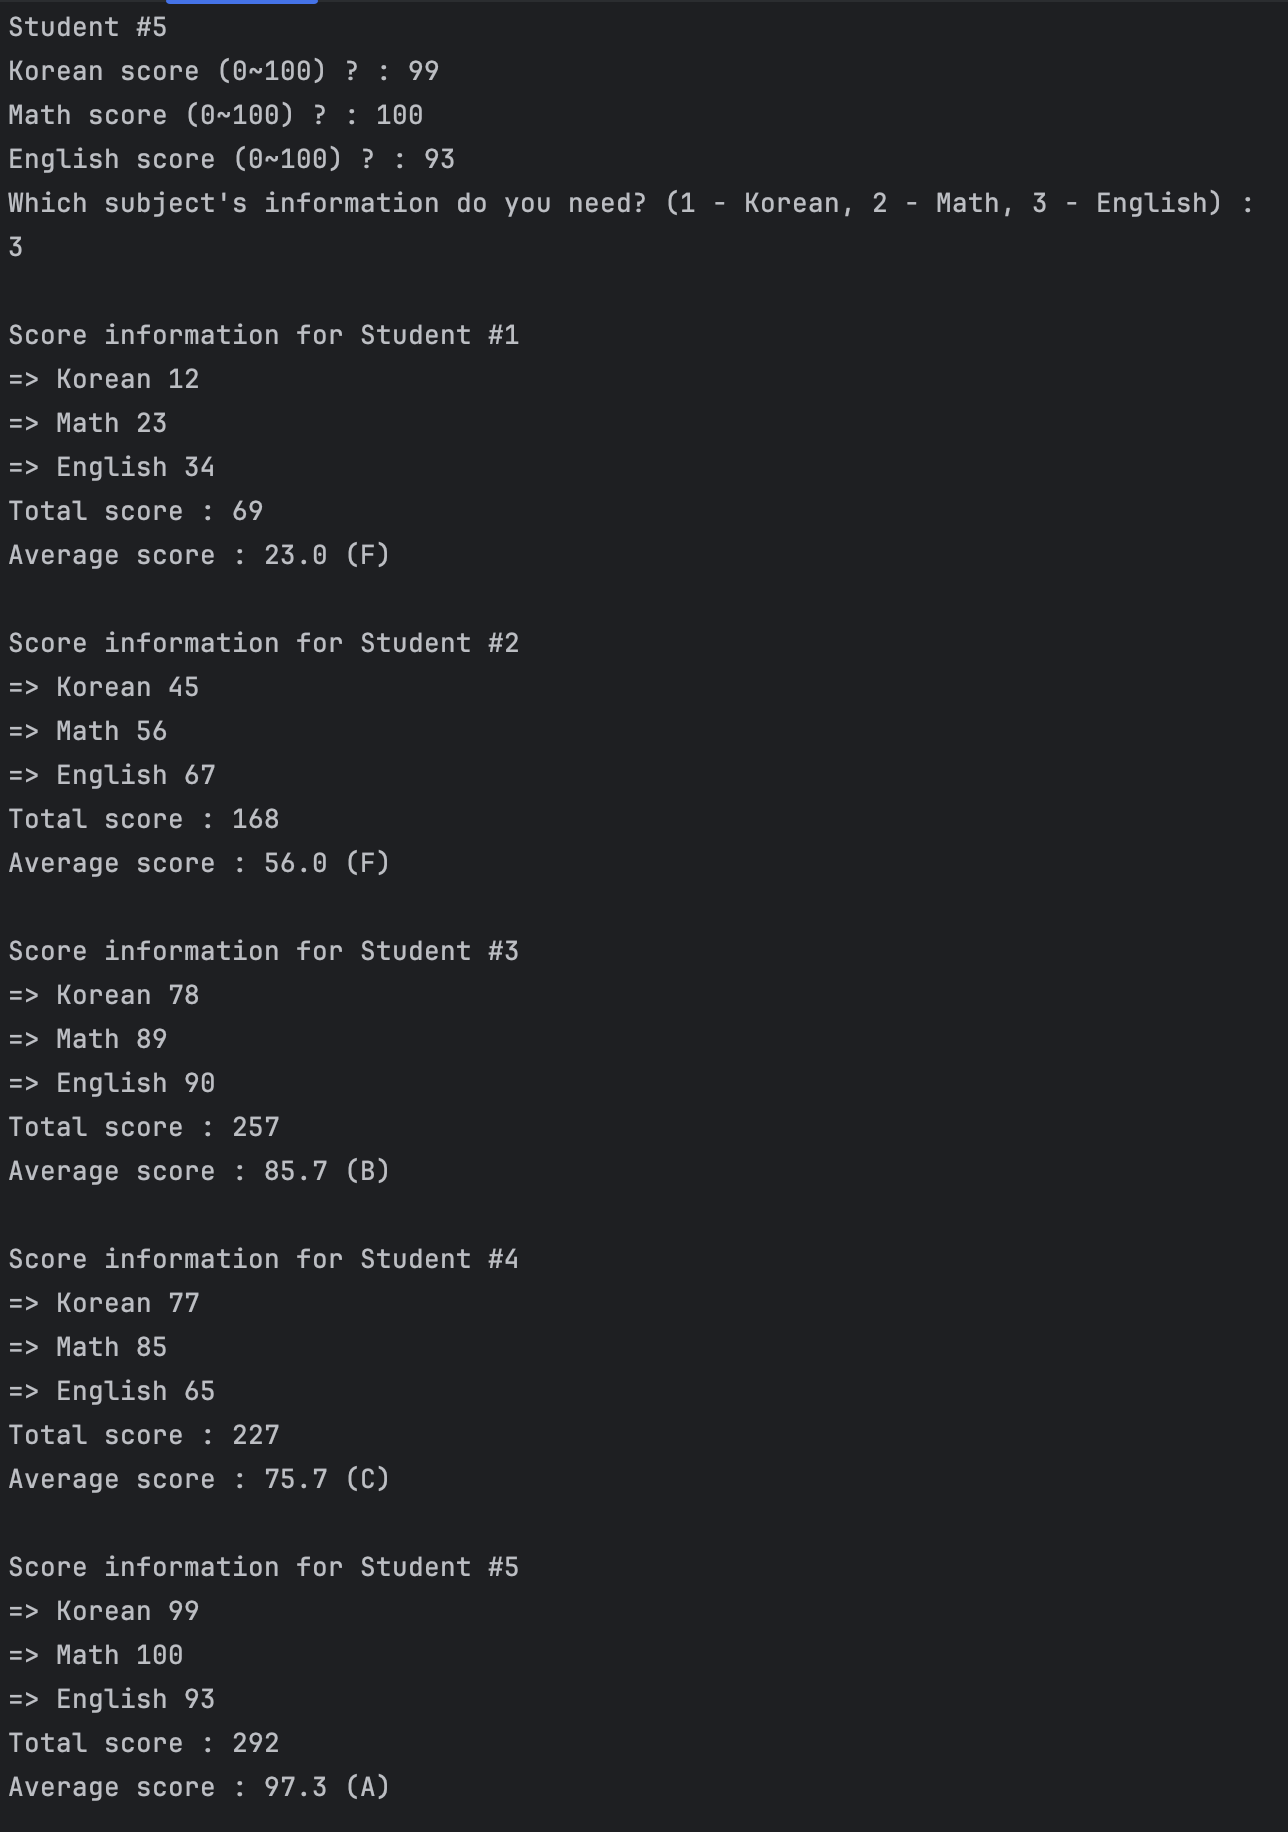 Student #5
Korean score (0~100) ? : 99
Math score (0~100) ? : 100
English score (0~100) ? : 93
Which subject's information do you need? (1 - Korean, 2 - Math, 3 - English) :
3
Score information for Student #1
=> Korean 12
=> Math 23
=> English 34
Total score : 69
Average score : 23.0 (F)
Score information for Student #2
=> Korean 45
=> Math 56
=> English 67
Total score : 168
Average score : 56.0 (F)
Score information for Student #3
=> Korean 78
=> Math 89
=> English 90
Total score : 257
Average score : 85.7 (B)
Score information for Student #4
=> Korean 77
=> Math 85
=> English 65
Total score : 227
Average score : 75.7 (C)
Score information for Student #5
=> Korean 99
=> Math 100
=> English 93
Total score : 292
Average score : 97.3 (A)